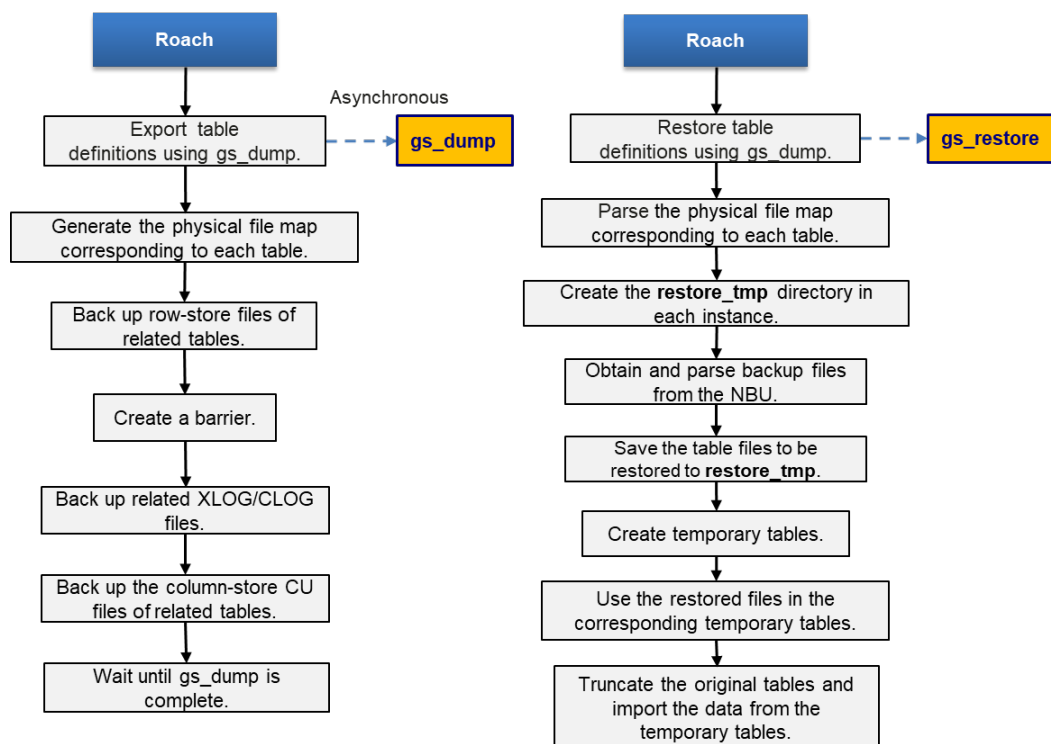 Roach
Asynchronous
Export table
definitions using gs_dump.
gs_dump
Generate the physical file map
corresponding to each table.
Back up row-store files of
related tables.
Create a barrier.
Back up related XLOG/CLOG
files.
Back up the column-store CU
files of related tables.
Wait until gs_dump is
complete.
Roach
Restore table
definitions using gs_dump.
gs_restore
Parse the physical file map
corresponding to each table.
Create the restore_tmp directory in
each instance.
Obtain and parse backup files
from the NBU.
Save the table files to be
restored to restore_tmp.
Create temporary tables.
Use the restored files in the
corresponding temporary tables.
Truncate the original tables and
import the data from the
temporary tables.